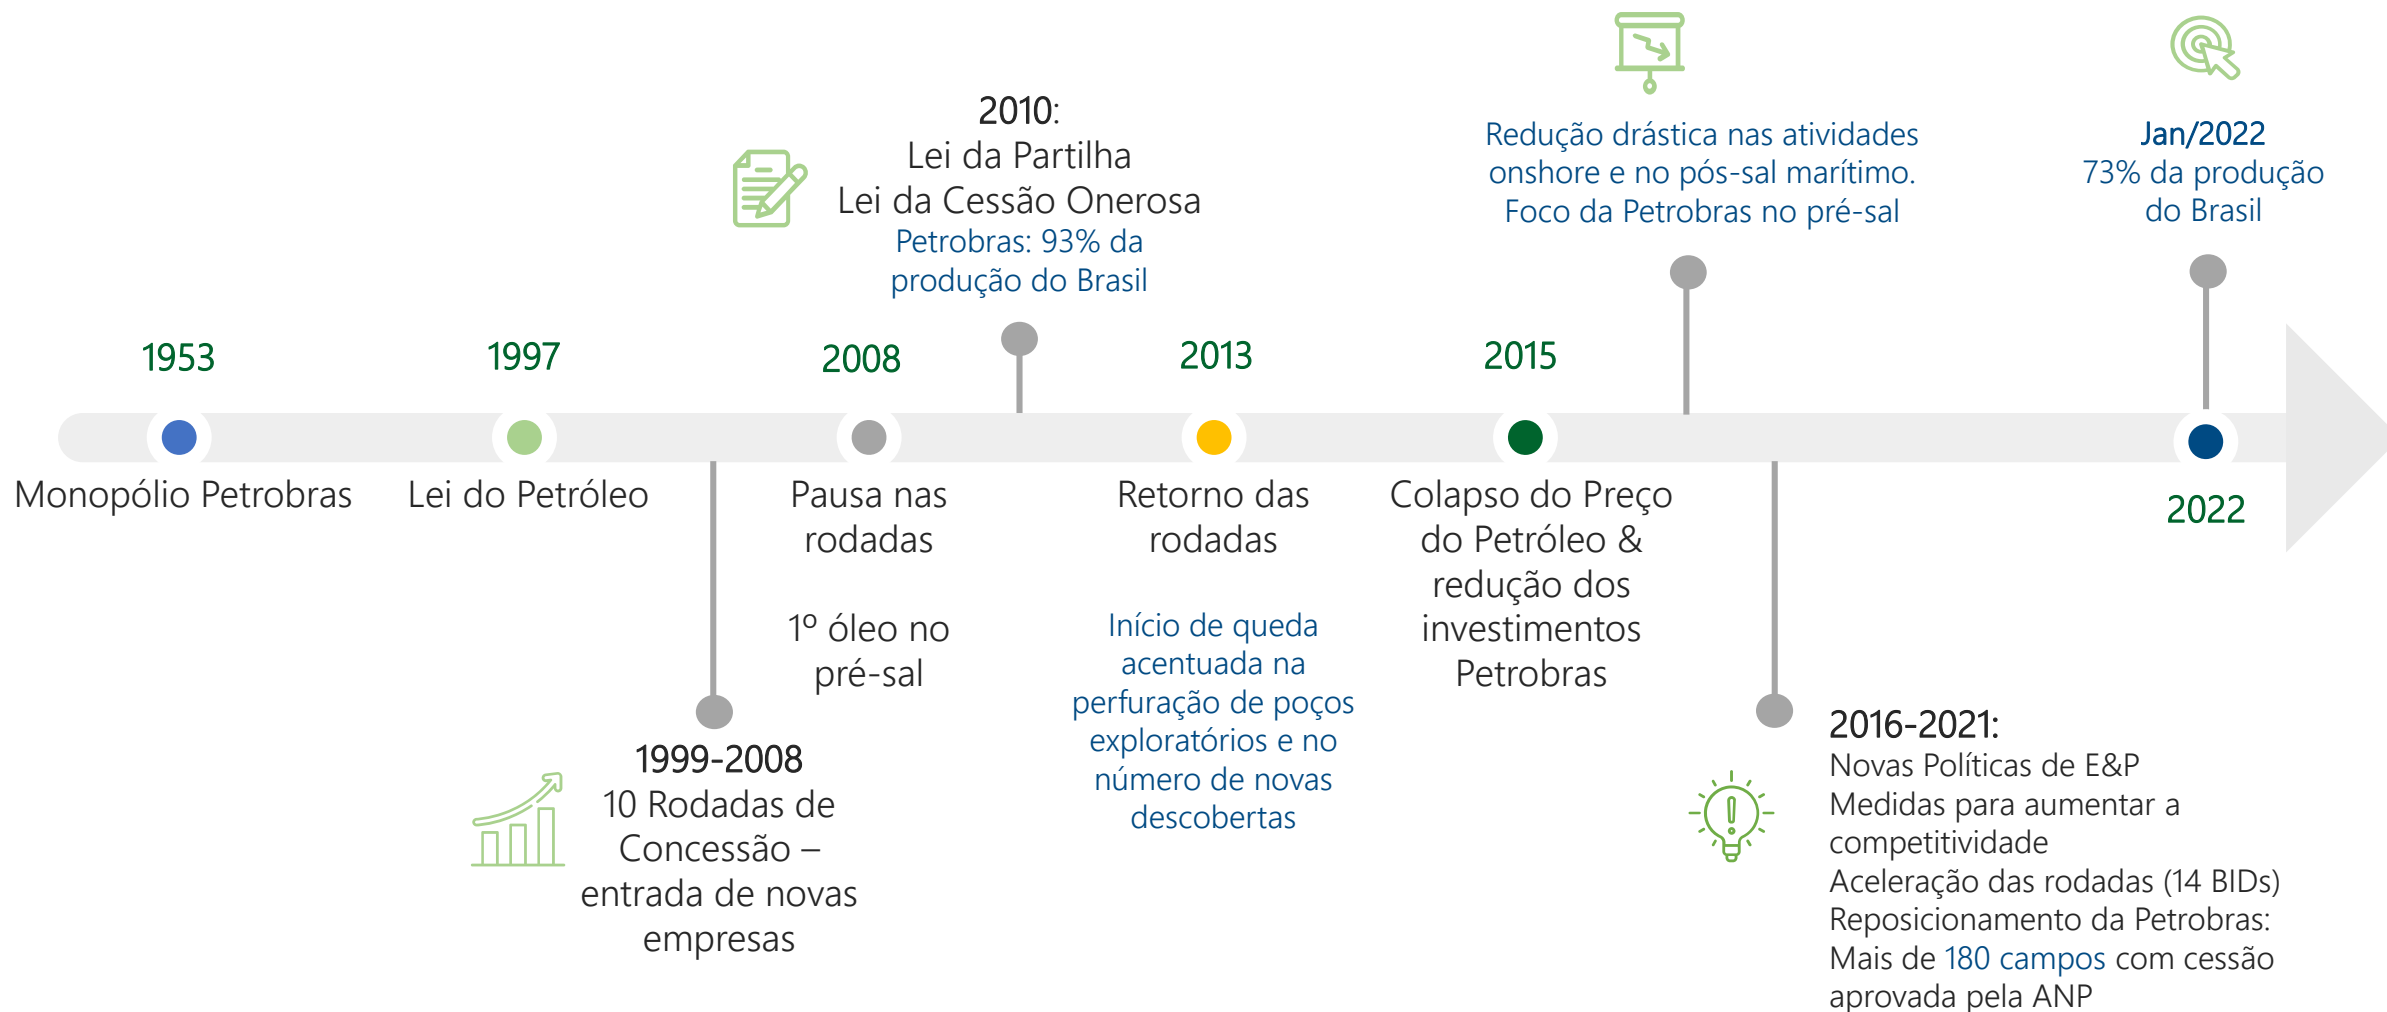 1953
Monopólio Petrobras
1997
Lei do Petróleo
1999-2008
10 Rodadas de
Concessão –
entrada de novas
empresas
2008
Pausa nas
rodadas
1º óleo no
pré-sal
2010:
Lei da Partilha
Lei da Cessão Onerosa
Petrobras: 93% da
produção do Brasil
2013
Retorno das
rodadas
Início de queda
acentuada na
perfuração de poços
exploratórios e no
número de novas
descobertas
2015
Colapso do Preço
do Petróleo &
redução dos
investimentos
Petrobras
Redução drástica nas atividades
onshore e no pós-sal marítimo.
Foco da Petrobras no pré-sal
2016-2021:
Novas Políticas de E&P
Medidas para aumentar a
competitividade
Aceleração das rodadas (14 BIDs)
Reposicionamento da Petrobras:
Mais de 180 campos com cessão
aprovada pela ANP
Jan/2022
73% da produção
do Brasil
2022